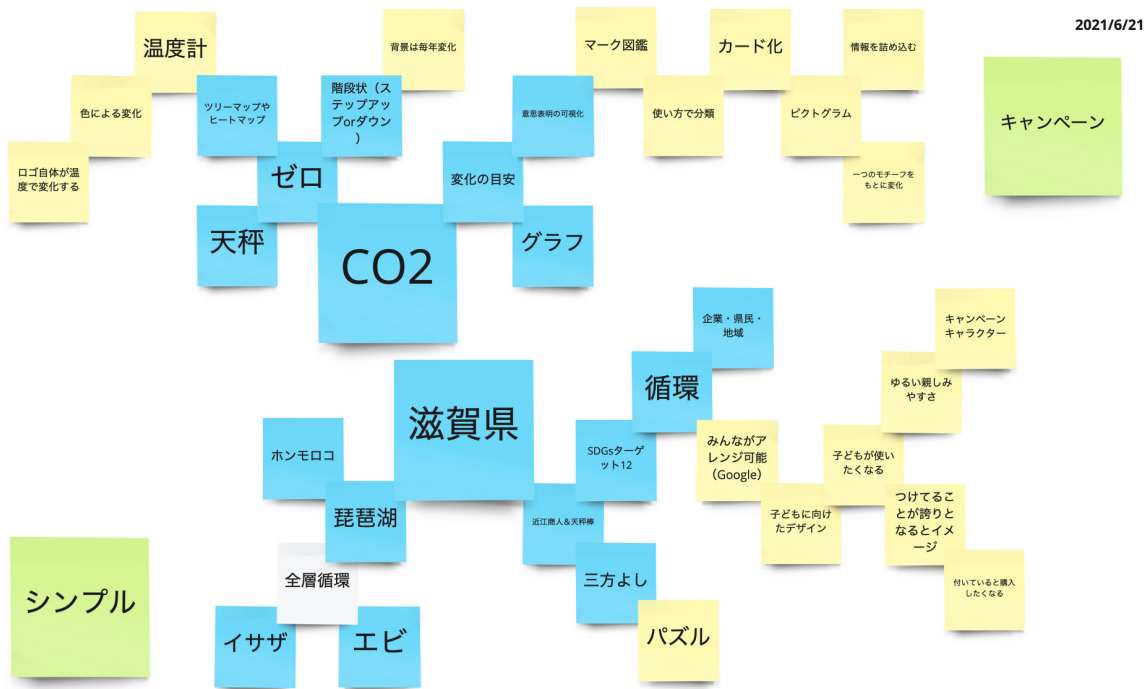 2021/6/21
温度計
背景は毎年変化
マーク図鑑
カード化
情報を詰め込む
色による変化
ツリーマップや
ヒートマップ
階段状（ス
テップアッ
プorダウン
）
意思表明の可視化
使い方で分類
ピクトグラム
キャンペーン
ロゴ自体が温
度で変化する
ゼロ
変化の目安
一つのモチーフを
もとに変化
天秤
CO2
グラフ
企業・県民・
地域
キャンペーン
キャラクター
循環
ゆるい親しみ
やすさ
滋賀県
ホンモロコ
SDGsターゲ
ット12
みんながア
レンジ可能
（Google）
子どもが使い
たくなる
琵琶湖
近江商人＆天秤棒
子どもに向け
たデザイン
つけてるこ
とが誇りと
なるとイメ
ージ
全層循環
三方よし
付いていると購入
したくなる
シンプル
イサザ
エビ
パズル